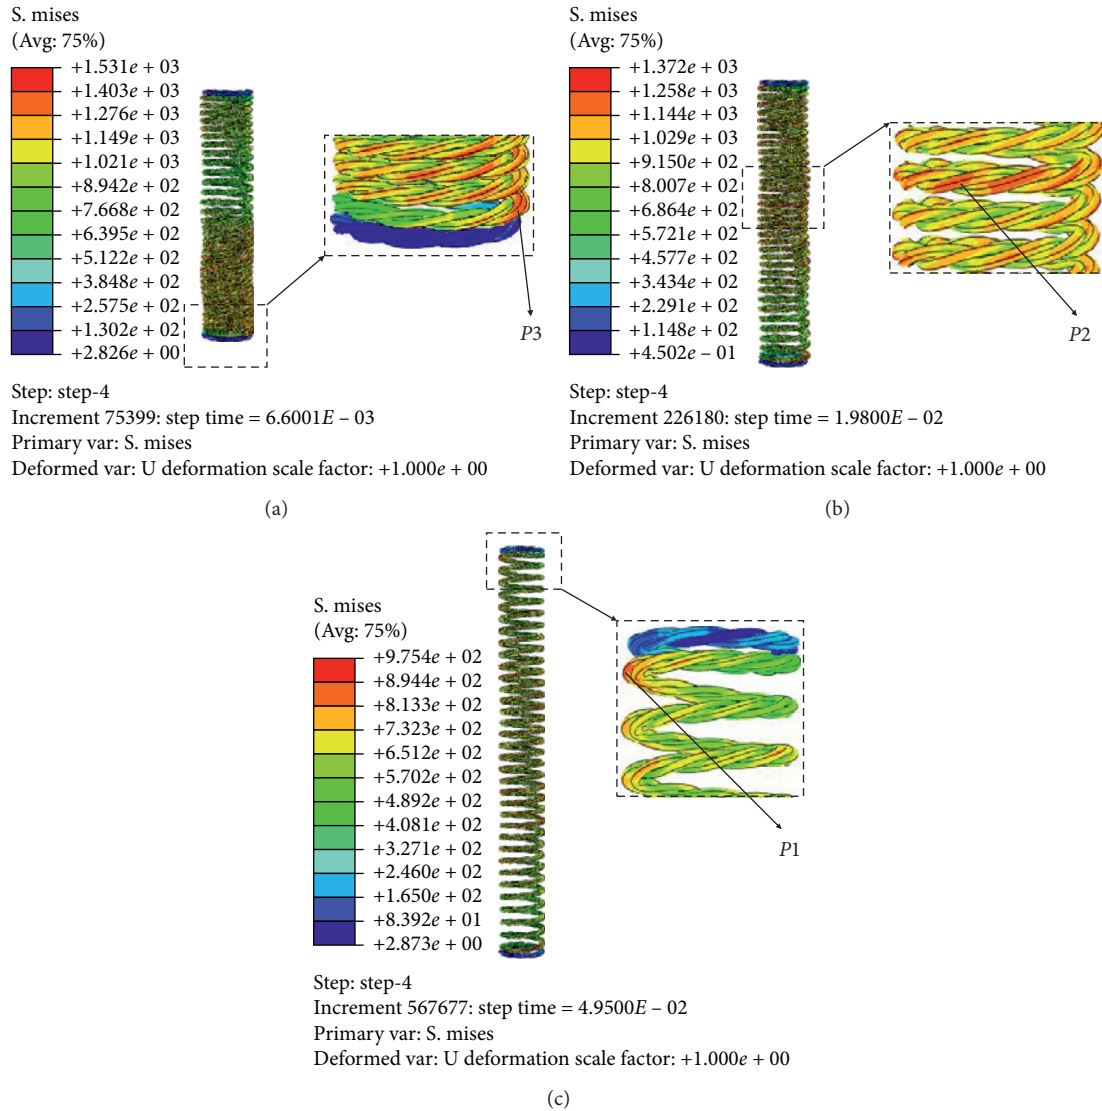 S. mises
(Avg: 75%)
+1.531e + 03
+1.403e + 03
+1.276e + 03
+1.149e + 03
+1.021e + 03
+8.942e + 02
+7.668e + 02
+6.395e + 02
+5.122e + 02
+3.848e + 02
+2.575e + 02
+1.302e + 02
+2.826e + 00
P3
Step: step-4
Increment 75399: step time = 6.6001E – 03
Primary var: S. mises
Deformed var: U deformation scale factor: +1.000e + 00
(a)
S. mises
(Avg: 75%)
+1.372e + 03
+1.258e + 03
+1.144e + 03
+1.029e + 03
+9.150e + 02
+8.007e + 02
+6.864e + 02
+5.721e + 02
+4.577e + 02
+3.434e + 02
+2.291e + 02
+1.148e + 02
+4.502e – 01
P2
Step: step-4
Increment 226180: step time = 1.9800E – 02
Primary var: S. mises
Deformed var: U deformation scale factor: +1.000e + 00
(b)
S. mises
(Avg: 75%)
+9.754e + 02
+8.944e + 02
+8.133e + 02
+7.323e + 02
+6.512e + 02
+5.702e + 02
+4.892e + 02
+4.081e + 02
+3.271e + 02
+2.460e + 02
+1.650e + 02
+8.392e + 01
+2.873e + 00
P1
Step: step-4
Increment 567677: step time = 4.9500E – 02
Primary var: S. mises
Deformed var: U deformation scale factor: +1.000e + 00
(c)